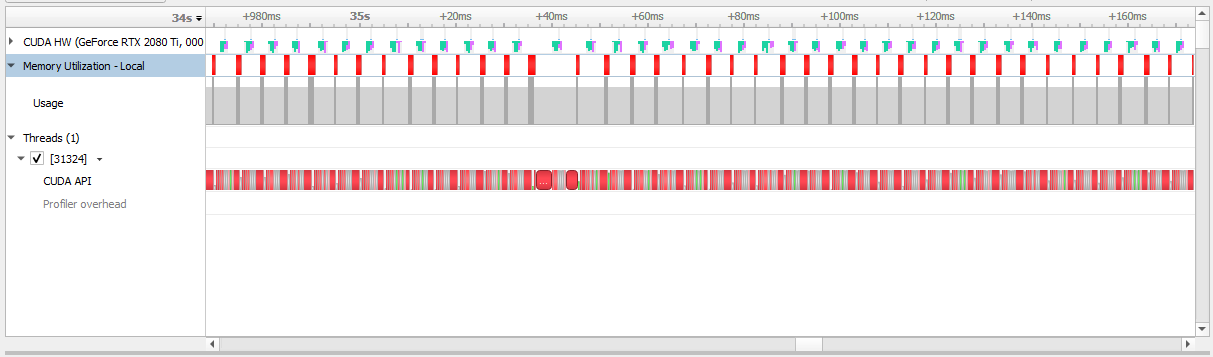 34s +980ms 35s +20ms +40ms +60ms +80ms +100ms +120ms +140ms +160ms
CUDA HW (GeForce RTX 2080 Ti, 000
Memory Utilization - Local
Usage
Threads (1)
[31324]
CUDA API
...
Profiler overhead